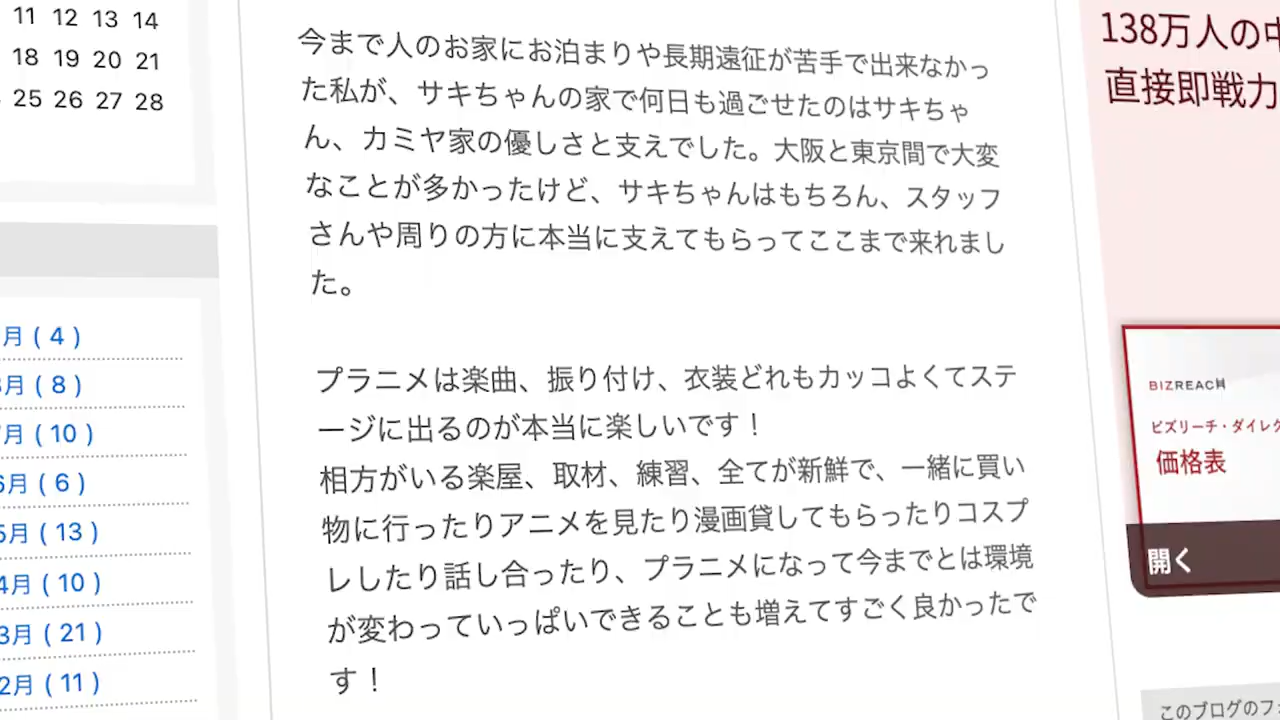 11 12 13 14
18 19 20 21
25 26 27 28
月 ( 4 )
月 ( 8 )
月 ( 10 )
6月 ( 6 )
5月 ( 13 )
4月 ( 10 )
3月 ( 21 )
2月 ( 11 )
今まで人のお家にお泊まりや長期遠征が苦手で出来なかっ
た私が、サキちゃんの家で何日も過ごせたのはサキちゃ
ん、カミヤ家の優しさと支えでした。大阪と東京間で大変
なことが多かったけど、サキちゃんはもちろん、スタッフ
さんや周りの方に本当に支えてもらってここまで来れまし
た。
プラニメは楽曲、振り付け、衣装どれもカッコよくてステ
ージに出るのが本当に楽しいです！
相方がいる楽屋、取材、練習、全てが新鮮で、一緒に買い
物に行ったりアニメを見たり漫画貸してもらったりコスプ
レしたり話し合ったり、プラニメになって今までとは環境
が変わっていっぱいできることも増えてすごく良かったで
す！
138万人の中
直接即戦力
BIZREACH
ビズリーチ・ダイレク
価格表
開く
このブログのフォ